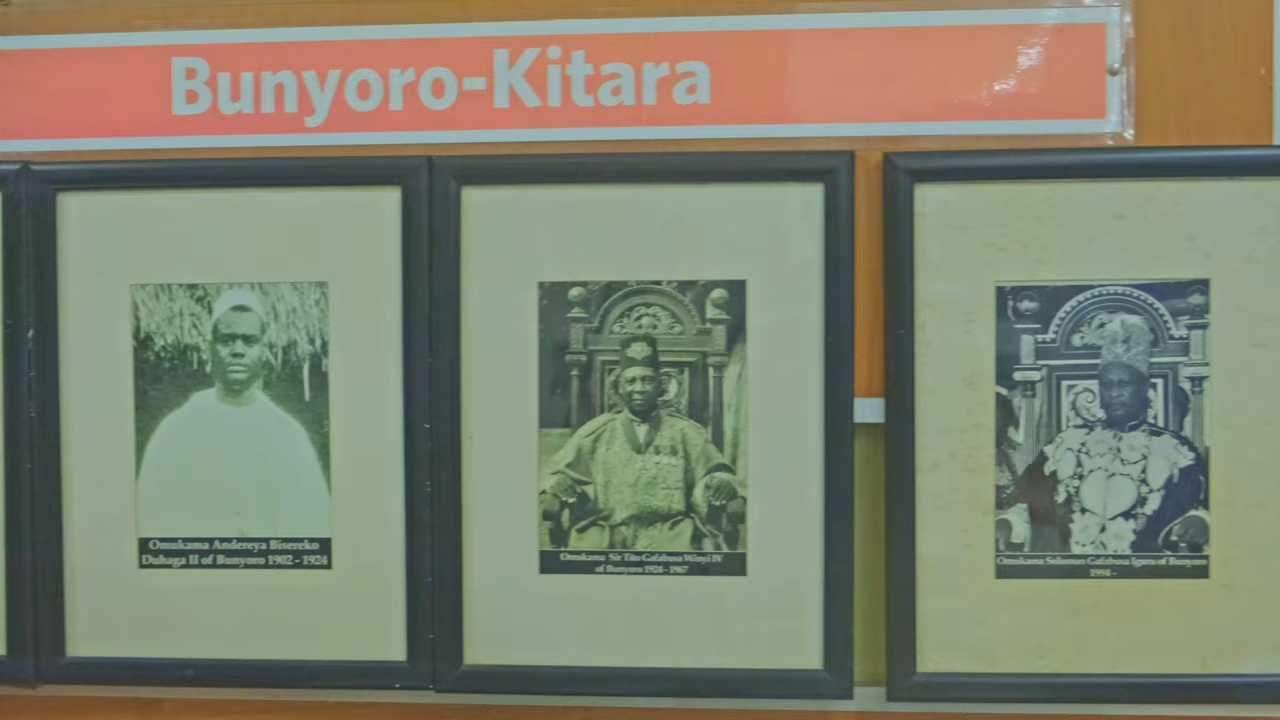 Bunyoro-Kitara
Omukama Andereya Bisereko
Duhaga II of Bunyoro 1902 - 1924
Omukama Sir Tito Gafabusa Winyi IV
of Bunyoro 1924 - 1967
Omukama Solomon Gafabusa Iguru of Bunyoro
1994 -